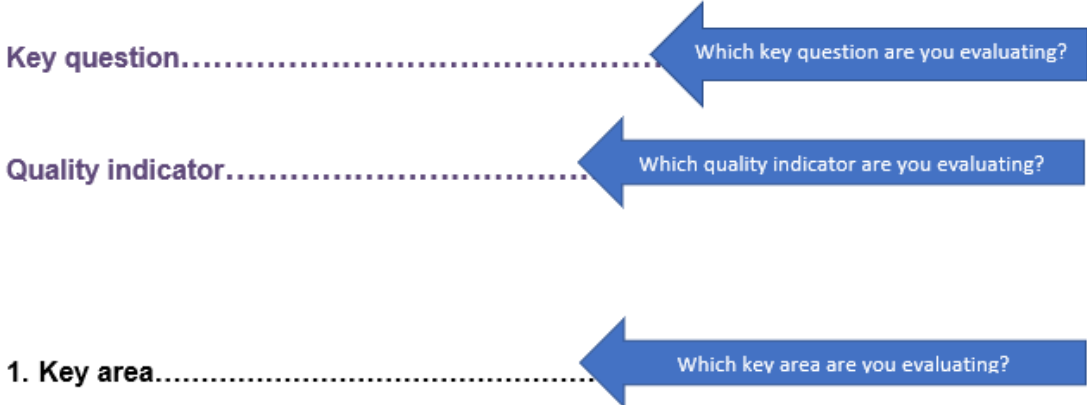 Key question................................................ Which key question are you evaluating?
Quality indicator.................................. Which quality indicator are you evaluating?
1. Key area................................................ Which key area are you evaluating?